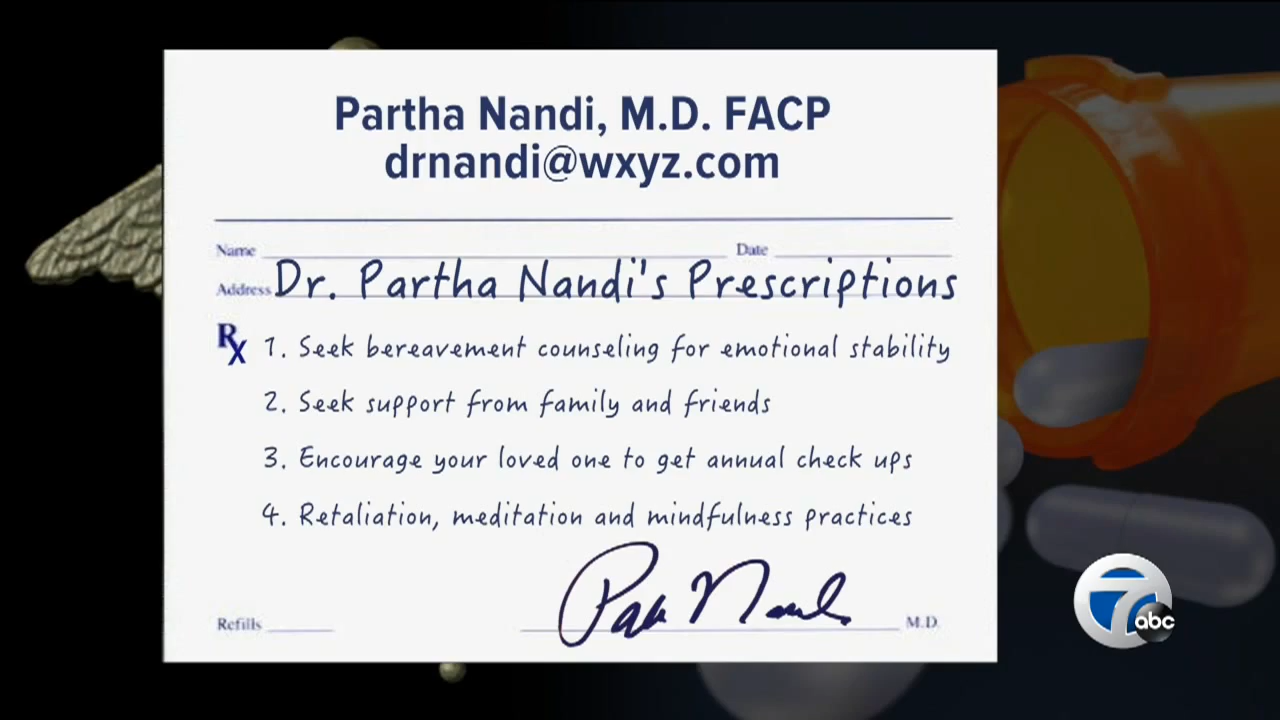 Partha Nandi, M.D. FACP
drnandi@wxyz.com
Name Date
Address Dr. Partha Nandi's Prescriptions
Rx 1. Seek bereavement counseling for emotional stability
2. Seek support from family and friends
3. Encourage your loved one to get annual check ups
4. Retaliation, meditation and mindfulness practices
Refills M.D.
7 abc